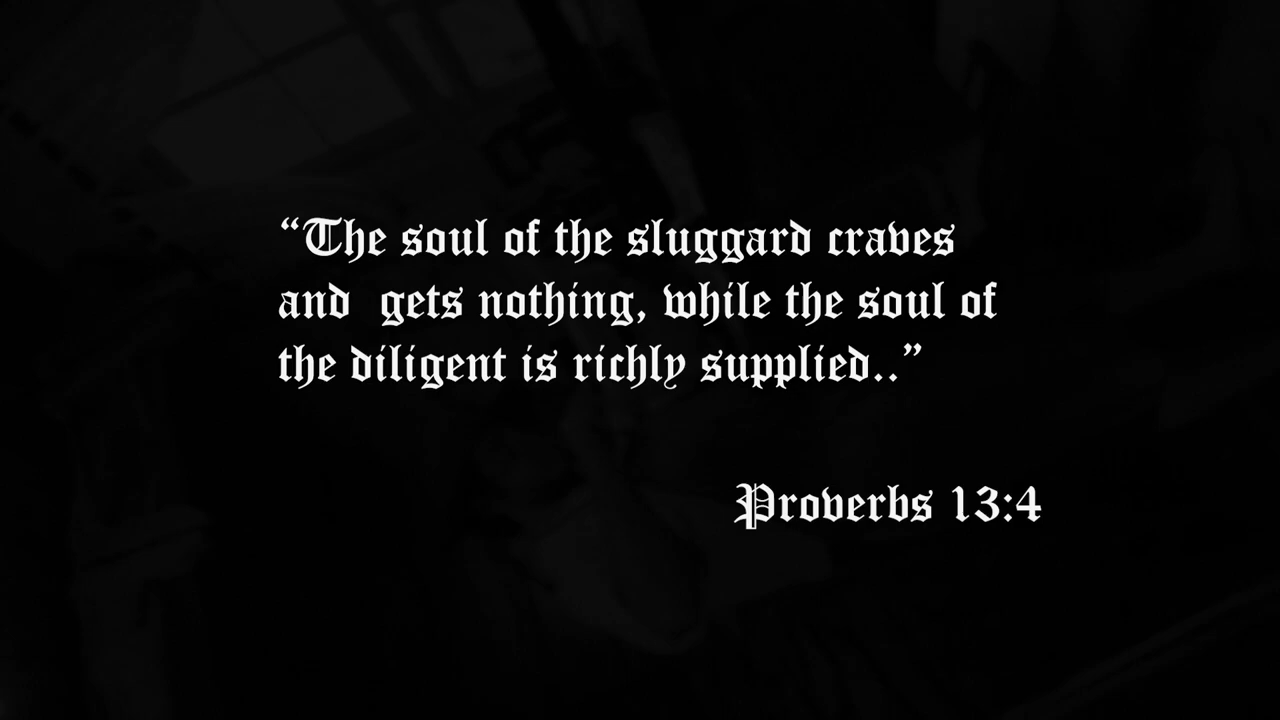 “The soul of the sluggard craves
and  gets nothing, while the soul of
the diligent is richly supplied..”
Proverbs 13:4